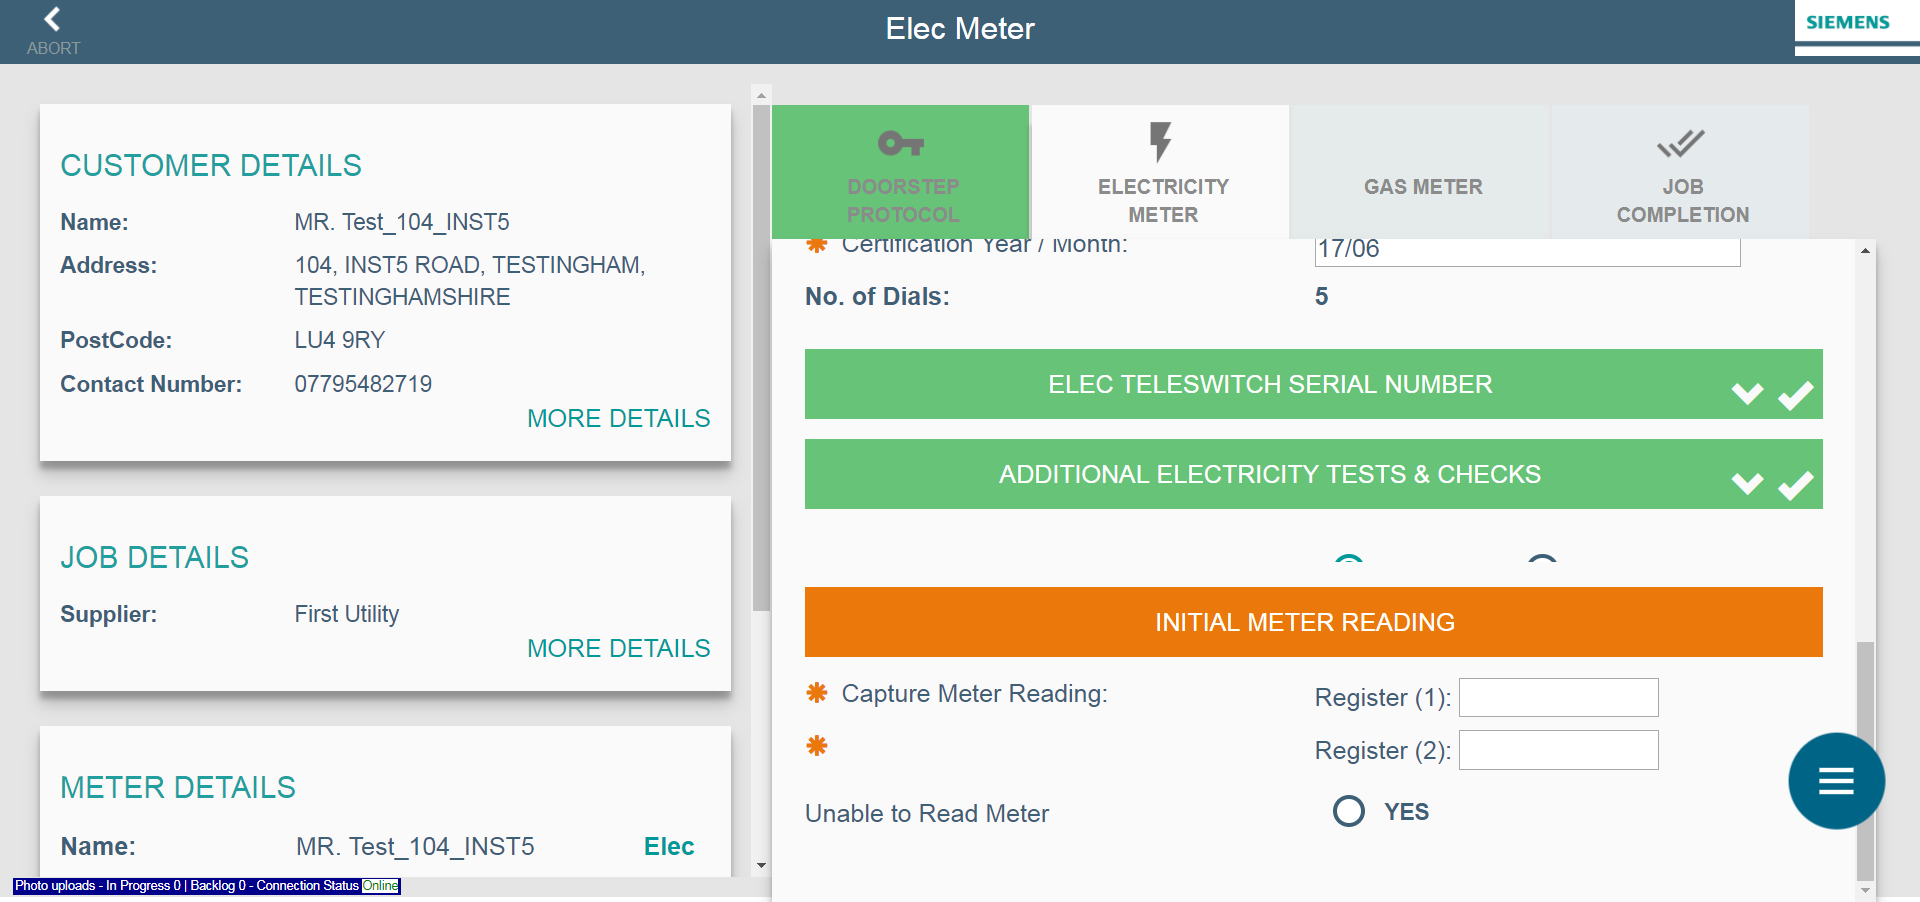 ABORT
Elec Meter
SIEMENS
CUSTOMER DETAILS
Name: MR. Test_104_INST5
Address: 104, INST5 ROAD, TESTINGHAM,
TESTINGHAMSHIRE
PostCode: LU4 9RY
Contact Number: 07795482719
MORE DETAILS
JOB DETAILS
Supplier: First Utility
MORE DETAILS
METER DETAILS
Name: MR. Test_104_INST5 Elec
Photo uploads - In Progress 0 | Backlog 0 - Connection Status Online
DOORSTEP
PROTOCOL
ELECTRICITY
METER
GAS METER
JOB
COMPLETION
Certification Year / Month: 17/06
No. of Dials: 5
ELEC TELESWITCH SERIAL NUMBER
ADDITIONAL ELECTRICITY TESTS & CHECKS
INITIAL METER READING
Capture Meter Reading: Register (1):
Register (2):
Unable to Read Meter YES